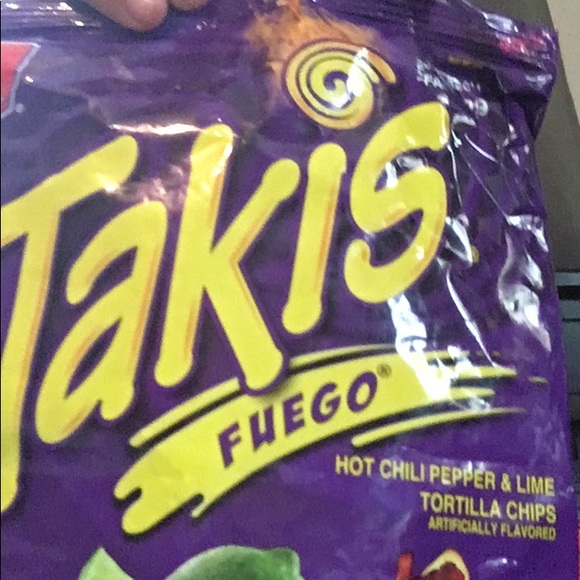 Takis
FUEGO®
HOT CHILI PEPPER & LIME
TORTILLA CHIPS
ARTIFICIALLY FLAVORED